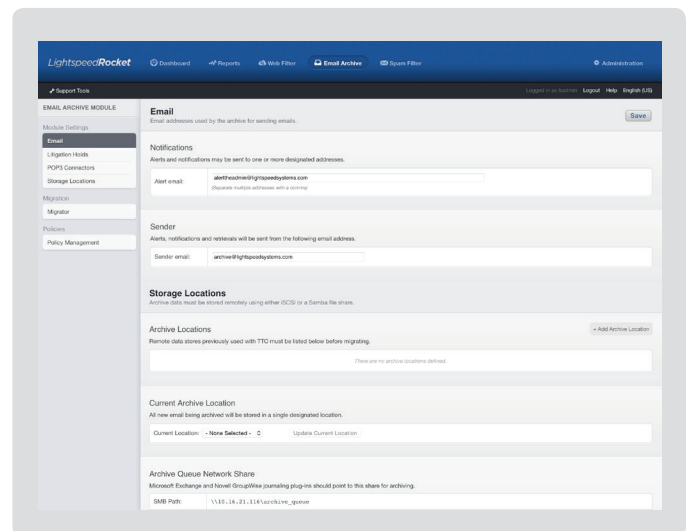 LightspeedRocket
Dashboard
Reports
Web Filter
Email Archive
Spam Filter
Administration
Support Tools
Logged in as ltadmin Logout Help English (US)
EMAIL ARCHIVE MODULE
Module Settings
Email
Litigation Holds
POP3 Connectors
Storage Locations
Migration
Migrator
Policies
Policy Management
Email
Email addresses used by the archive for sending emails.
Save
Notifications
Alerts and notifications may be sent to one or more designated addresses.
Alert email: alerttheadmin@lightspeedsystems.com
(Separate multiple addresses with a comma)
Sender
Alerts, notifications and retrievals will be sent from the following email address.
Sender email: archive@lightspeedsystems.com
Storage Locations
Archive data must be stored remotely using either iSCSI or a Samba file share.
Archive Locations
+ Add Archive Location
Remote data stores previously used with TTC must be listed below before migrating.
There are no archive locations defined.
Current Archive Location
All new email being archived will be stored in a single designated location.
Current Location: - None Selected - Update Current Location
Archive Queue Network Share
Microsoft Exchange and Novell GroupWise journaling plug-ins should point to this share for archiving.
SMB Path: \\10.16.21.116\archive_queue